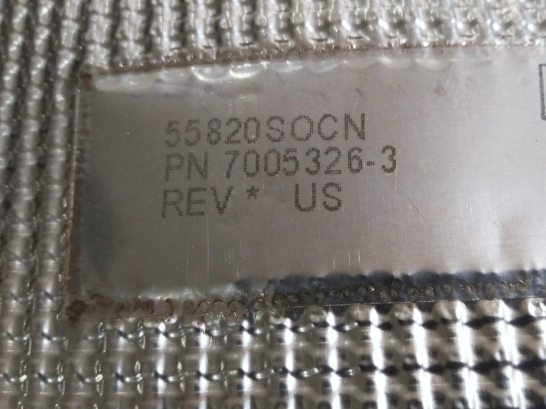 55820SOCN
PN 7005326-3
REV * US